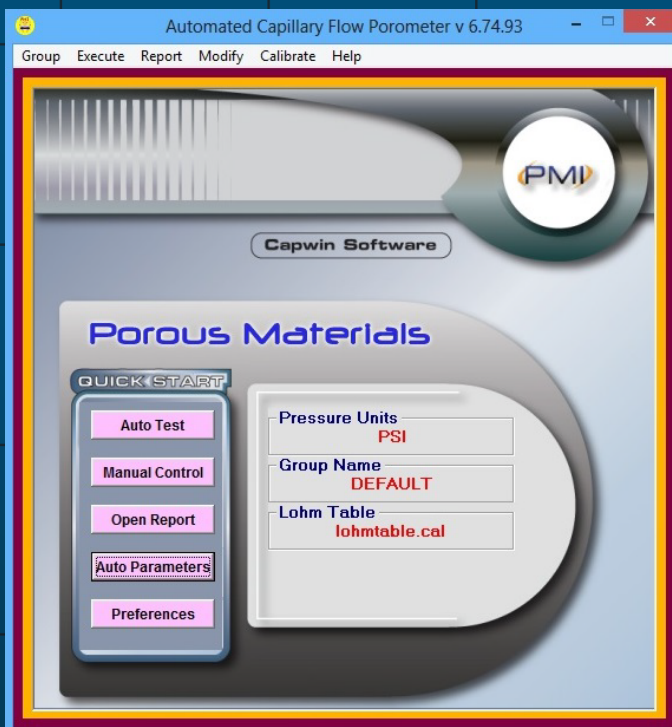 Automated Capillary Flow Porometer v 6.74.93
Group Execute Report Modify Calibrate Help
PMI
Capwin Software
Porous Materials
QUICK START
Auto Test
Manual Control
Open Report
Auto Parameters
Preferences
Pressure Units
PSI
Group Name
DEFAULT
Lohm Table
lohmtable.cal